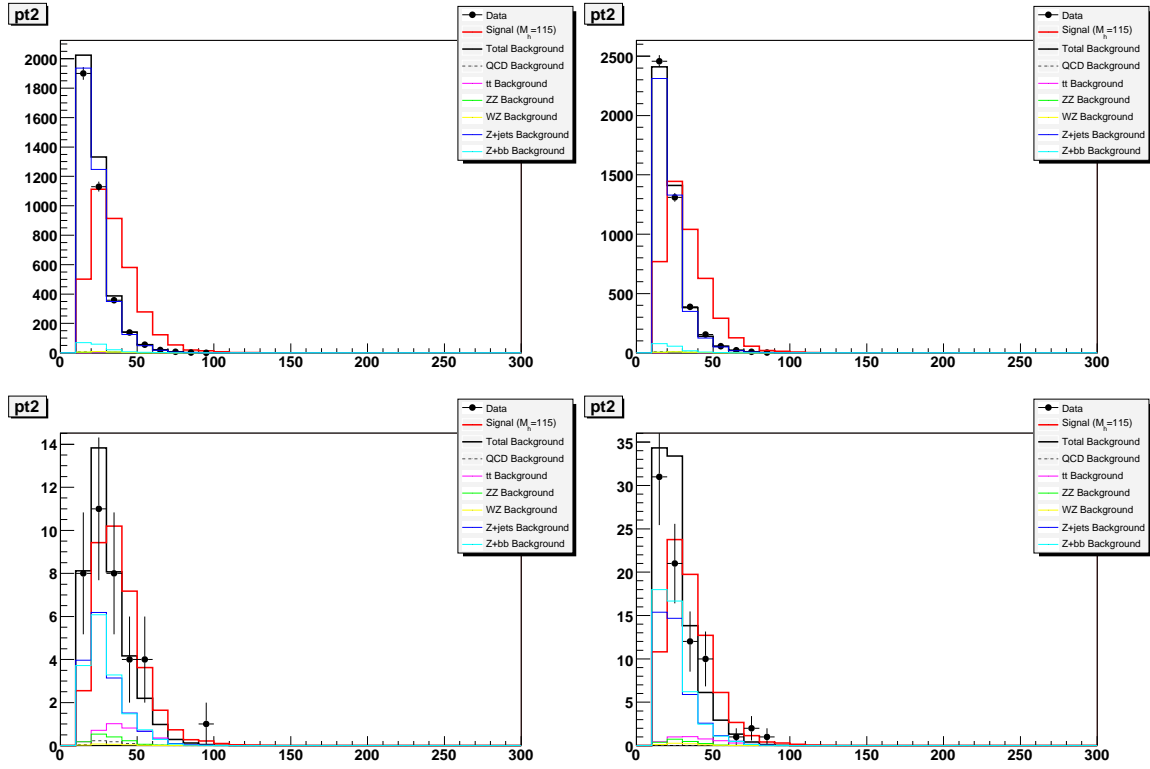 pt2
Data
Signal (M_h=115)
Total Background
QCD Background
tt Background
ZZ Background
WZ Background
Z+jets Background
Z+bb Background
2000
1800
1600
1400
1200
1000
800
600
400
200
0
0 50 100 150 200 250 300
pt2
Data
Signal (M_h=115)
Total Background
QCD Background
tt Background
ZZ Background
WZ Background
Z+jets Background
Z+bb Background
2500
2000
1500
1000
500
0
0 50 100 150 200 250 300
pt2
Data
Signal (M_h=115)
Total Background
QCD Background
tt Background
ZZ Background
WZ Background
Z+jets Background
Z+bb Background
14
12
10
8
6
4
2
0
0 50 100 150 200 250 300
pt2
Data
Signal (M_h=115)
Total Background
QCD Background
tt Background
ZZ Background
WZ Background
Z+jets Background
Z+bb Background
35
30
25
20
15
10
5
0
0 50 100 150 200 250 300